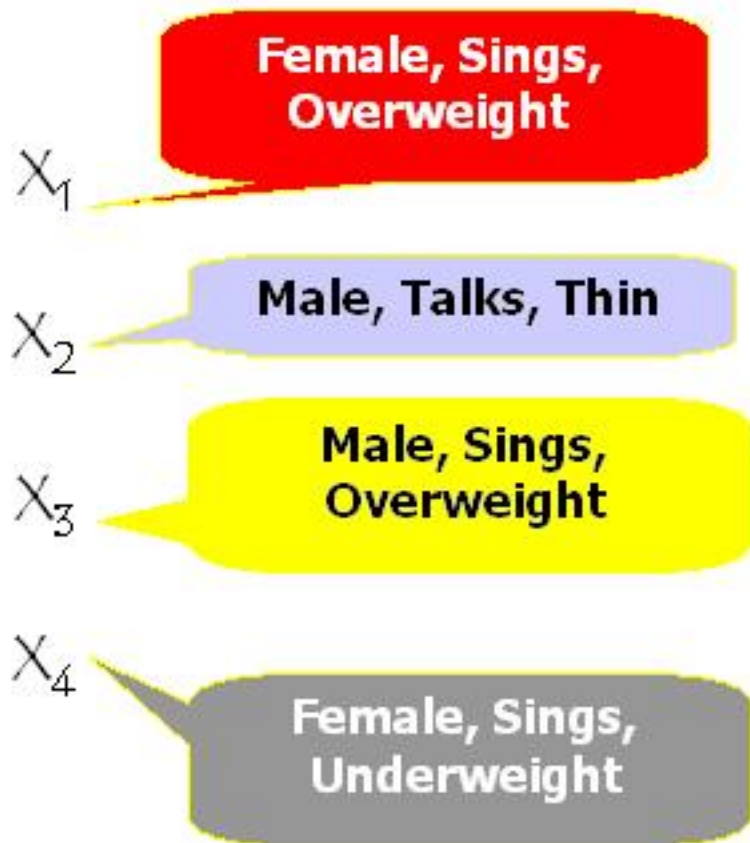 Female, Sings,
Overweight
X₁
Male, Talks, Thin
X₂
Male, Sings,
Overweight
X₃
X₄
Female, Sings,
Underweight